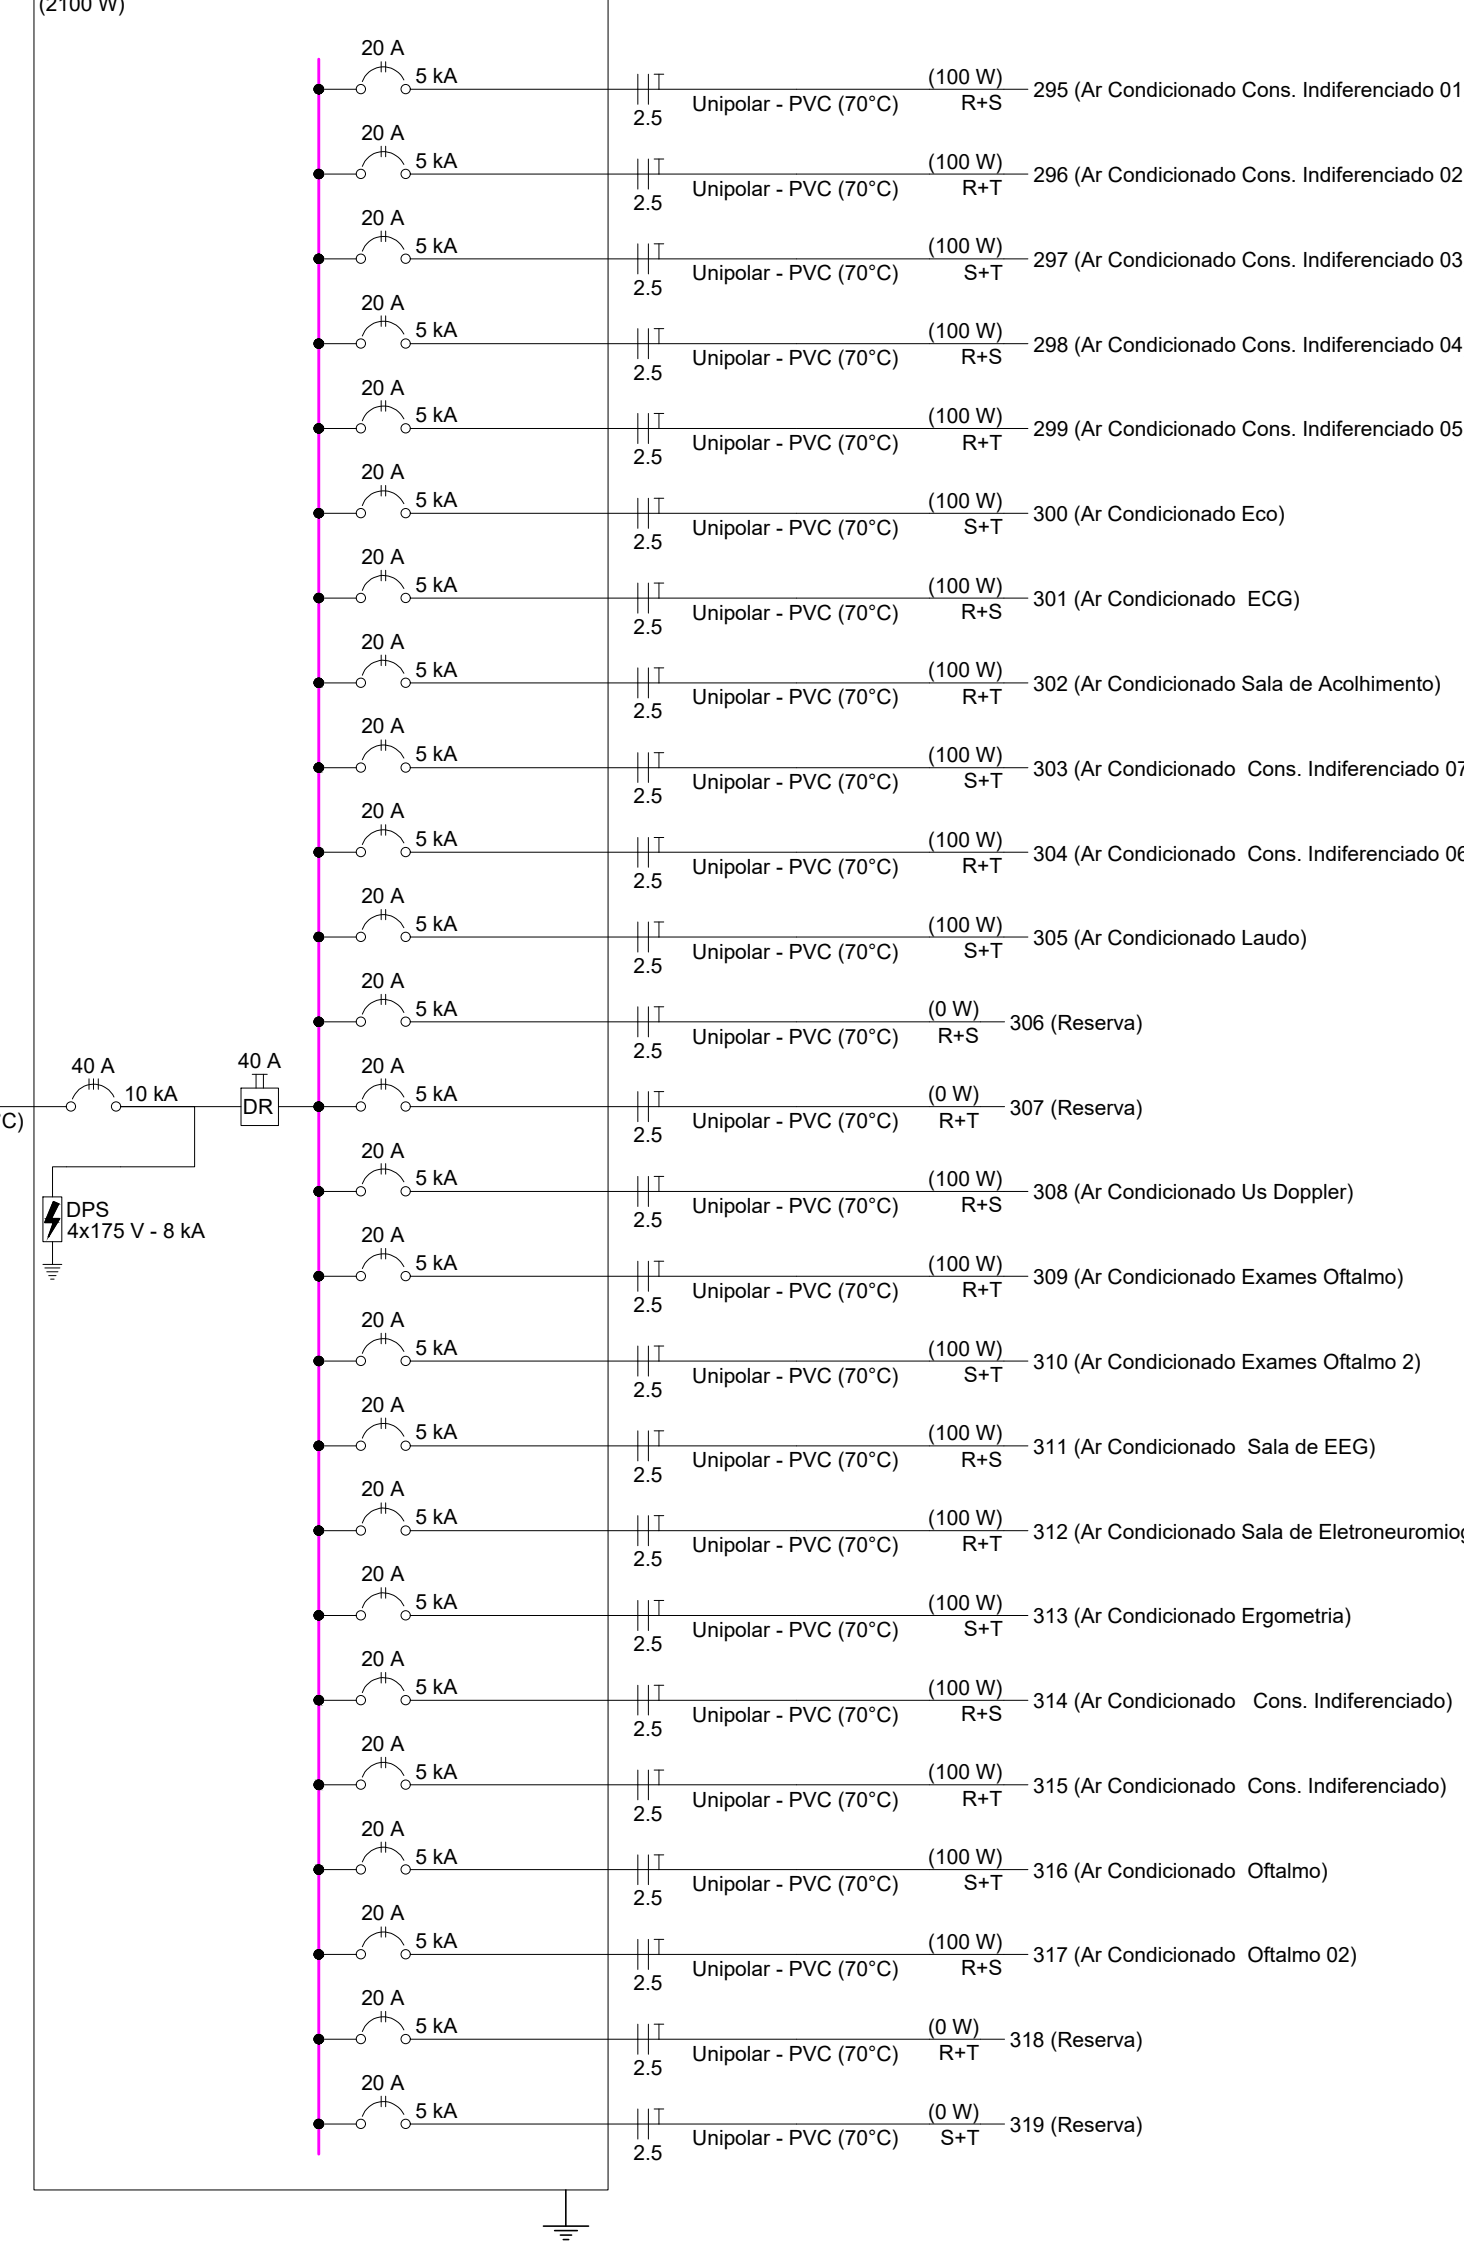 (2100 W)
20 A
5 kA
2.5
Unipolar - PVC (70°C)
(100 W)
R+S
295 (Ar Condicionado Cons. Indiferenciado 01
20 A
5 kA
2.5
Unipolar - PVC (70°C)
(100 W)
R+T
296 (Ar Condicionado Cons. Indiferenciado 02
20 A
5 kA
2.5
Unipolar - PVC (70°C)
(100 W)
S+T
297 (Ar Condicionado Cons. Indiferenciado 03
20 A
5 kA
2.5
Unipolar - PVC (70°C)
(100 W)
R+S
298 (Ar Condicionado Cons. Indiferenciado 04
20 A
5 kA
2.5
Unipolar - PVC (70°C)
(100 W)
R+T
299 (Ar Condicionado Cons. Indiferenciado 05
20 A
5 kA
2.5
Unipolar - PVC (70°C)
(100 W)
S+T
300 (Ar Condicionado Eco)
20 A
5 kA
2.5
Unipolar - PVC (70°C)
(100 W)
R+S
301 (Ar Condicionado  ECG)
20 A
5 kA
2.5
Unipolar - PVC (70°C)
(100 W)
R+T
302 (Ar Condicionado Sala de Acolhimento)
20 A
5 kA
2.5
Unipolar - PVC (70°C)
(100 W)
S+T
303 (Ar Condicionado  Cons. Indiferenciado 07
20 A
5 kA
2.5
Unipolar - PVC (70°C)
(100 W)
R+T
304 (Ar Condicionado  Cons. Indiferenciado 06
20 A
5 kA
2.5
Unipolar - PVC (70°C)
(100 W)
S+T
305 (Ar Condicionado Laudo)
20 A
5 kA
2.5
Unipolar - PVC (70°C)
(0 W)
R+S
306 (Reserva)
°C)
40 A
10 kA
40 A
DR
DPS
4x175 V - 8 kA
20 A
5 kA
2.5
Unipolar - PVC (70°C)
(0 W)
R+T
307 (Reserva)
20 A
5 kA
2.5
Unipolar - PVC (70°C)
(100 W)
R+S
308 (Ar Condicionado Us Doppler)
20 A
5 kA
2.5
Unipolar - PVC (70°C)
(100 W)
R+T
309 (Ar Condicionado Exames Oftalmo)
20 A
5 kA
2.5
Unipolar - PVC (70°C)
(100 W)
S+T
310 (Ar Condicionado Exames Oftalmo 2)
20 A
5 kA
2.5
Unipolar - PVC (70°C)
(100 W)
R+S
311 (Ar Condicionado  Sala de EEG)
20 A
5 kA
2.5
Unipolar - PVC (70°C)
(100 W)
R+T
312 (Ar Condicionado Sala de Eletroneuromiog
20 A
5 kA
2.5
Unipolar - PVC (70°C)
(100 W)
S+T
313 (Ar Condicionado Ergometria)
20 A
5 kA
2.5
Unipolar - PVC (70°C)
(100 W)
R+S
314 (Ar Condicionado   Cons. Indiferenciado)
20 A
5 kA
2.5
Unipolar - PVC (70°C)
(100 W)
R+T
315 (Ar Condicionado  Cons. Indiferenciado)
20 A
5 kA
2.5
Unipolar - PVC (70°C)
(100 W)
S+T
316 (Ar Condicionado  Oftalmo)
20 A
5 kA
2.5
Unipolar - PVC (70°C)
(100 W)
R+S
317 (Ar Condicionado  Oftalmo 02)
20 A
5 kA
2.5
Unipolar - PVC (70°C)
(0 W)
R+T
318 (Reserva)
20 A
5 kA
2.5
Unipolar - PVC (70°C)
(0 W)
S+T
319 (Reserva)